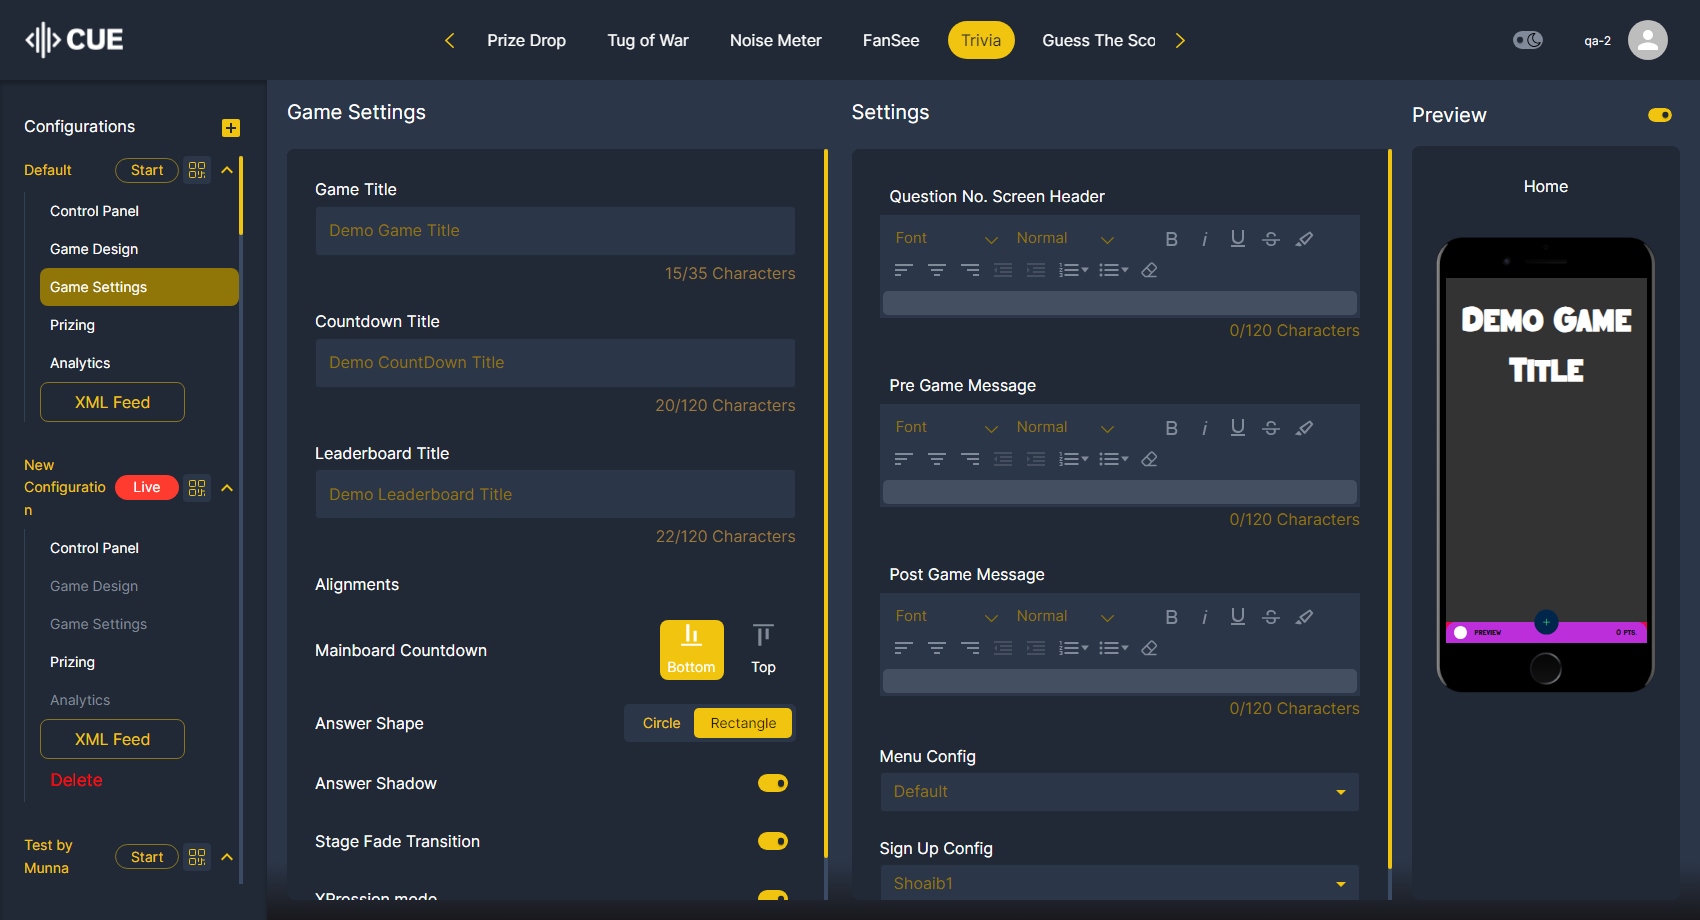 CUE
Prize Drop
Tug of War
Noise Meter
FanSee
Trivia
Guess The Sco
qa-2
Configurations
Default
Start
Control Panel
Game Design
Game Settings
Prizing
Analytics
XML Feed
New
Configuratio
n
Live
Control Panel
Game Design
Game Settings
Prizing
Analytics
XML Feed
Delete
Test by
Munna
Start
Game Settings
Game Title
Demo Game Title
15/35 Characters
Countdown Title
Demo CountDown Title
20/120 Characters
Leaderboard Title
Demo Leaderboard Title
22/120 Characters
Alignments
Mainboard Countdown
Bottom
Top
Answer Shape
Circle
Rectangle
Answer Shadow
Stage Fade Transition
XPression mode
Settings
Question No. Screen Header
Font
Normal
B i U S
0/120 Characters
Pre Game Message
Font
Normal
B i U S
0/120 Characters
Post Game Message
Font
Normal
B i U S
0/120 Characters
Menu Config
Default
Sign Up Config
Shoaib1
Preview
Home
Demo Game
Title
PREVIEW
0 PTS.